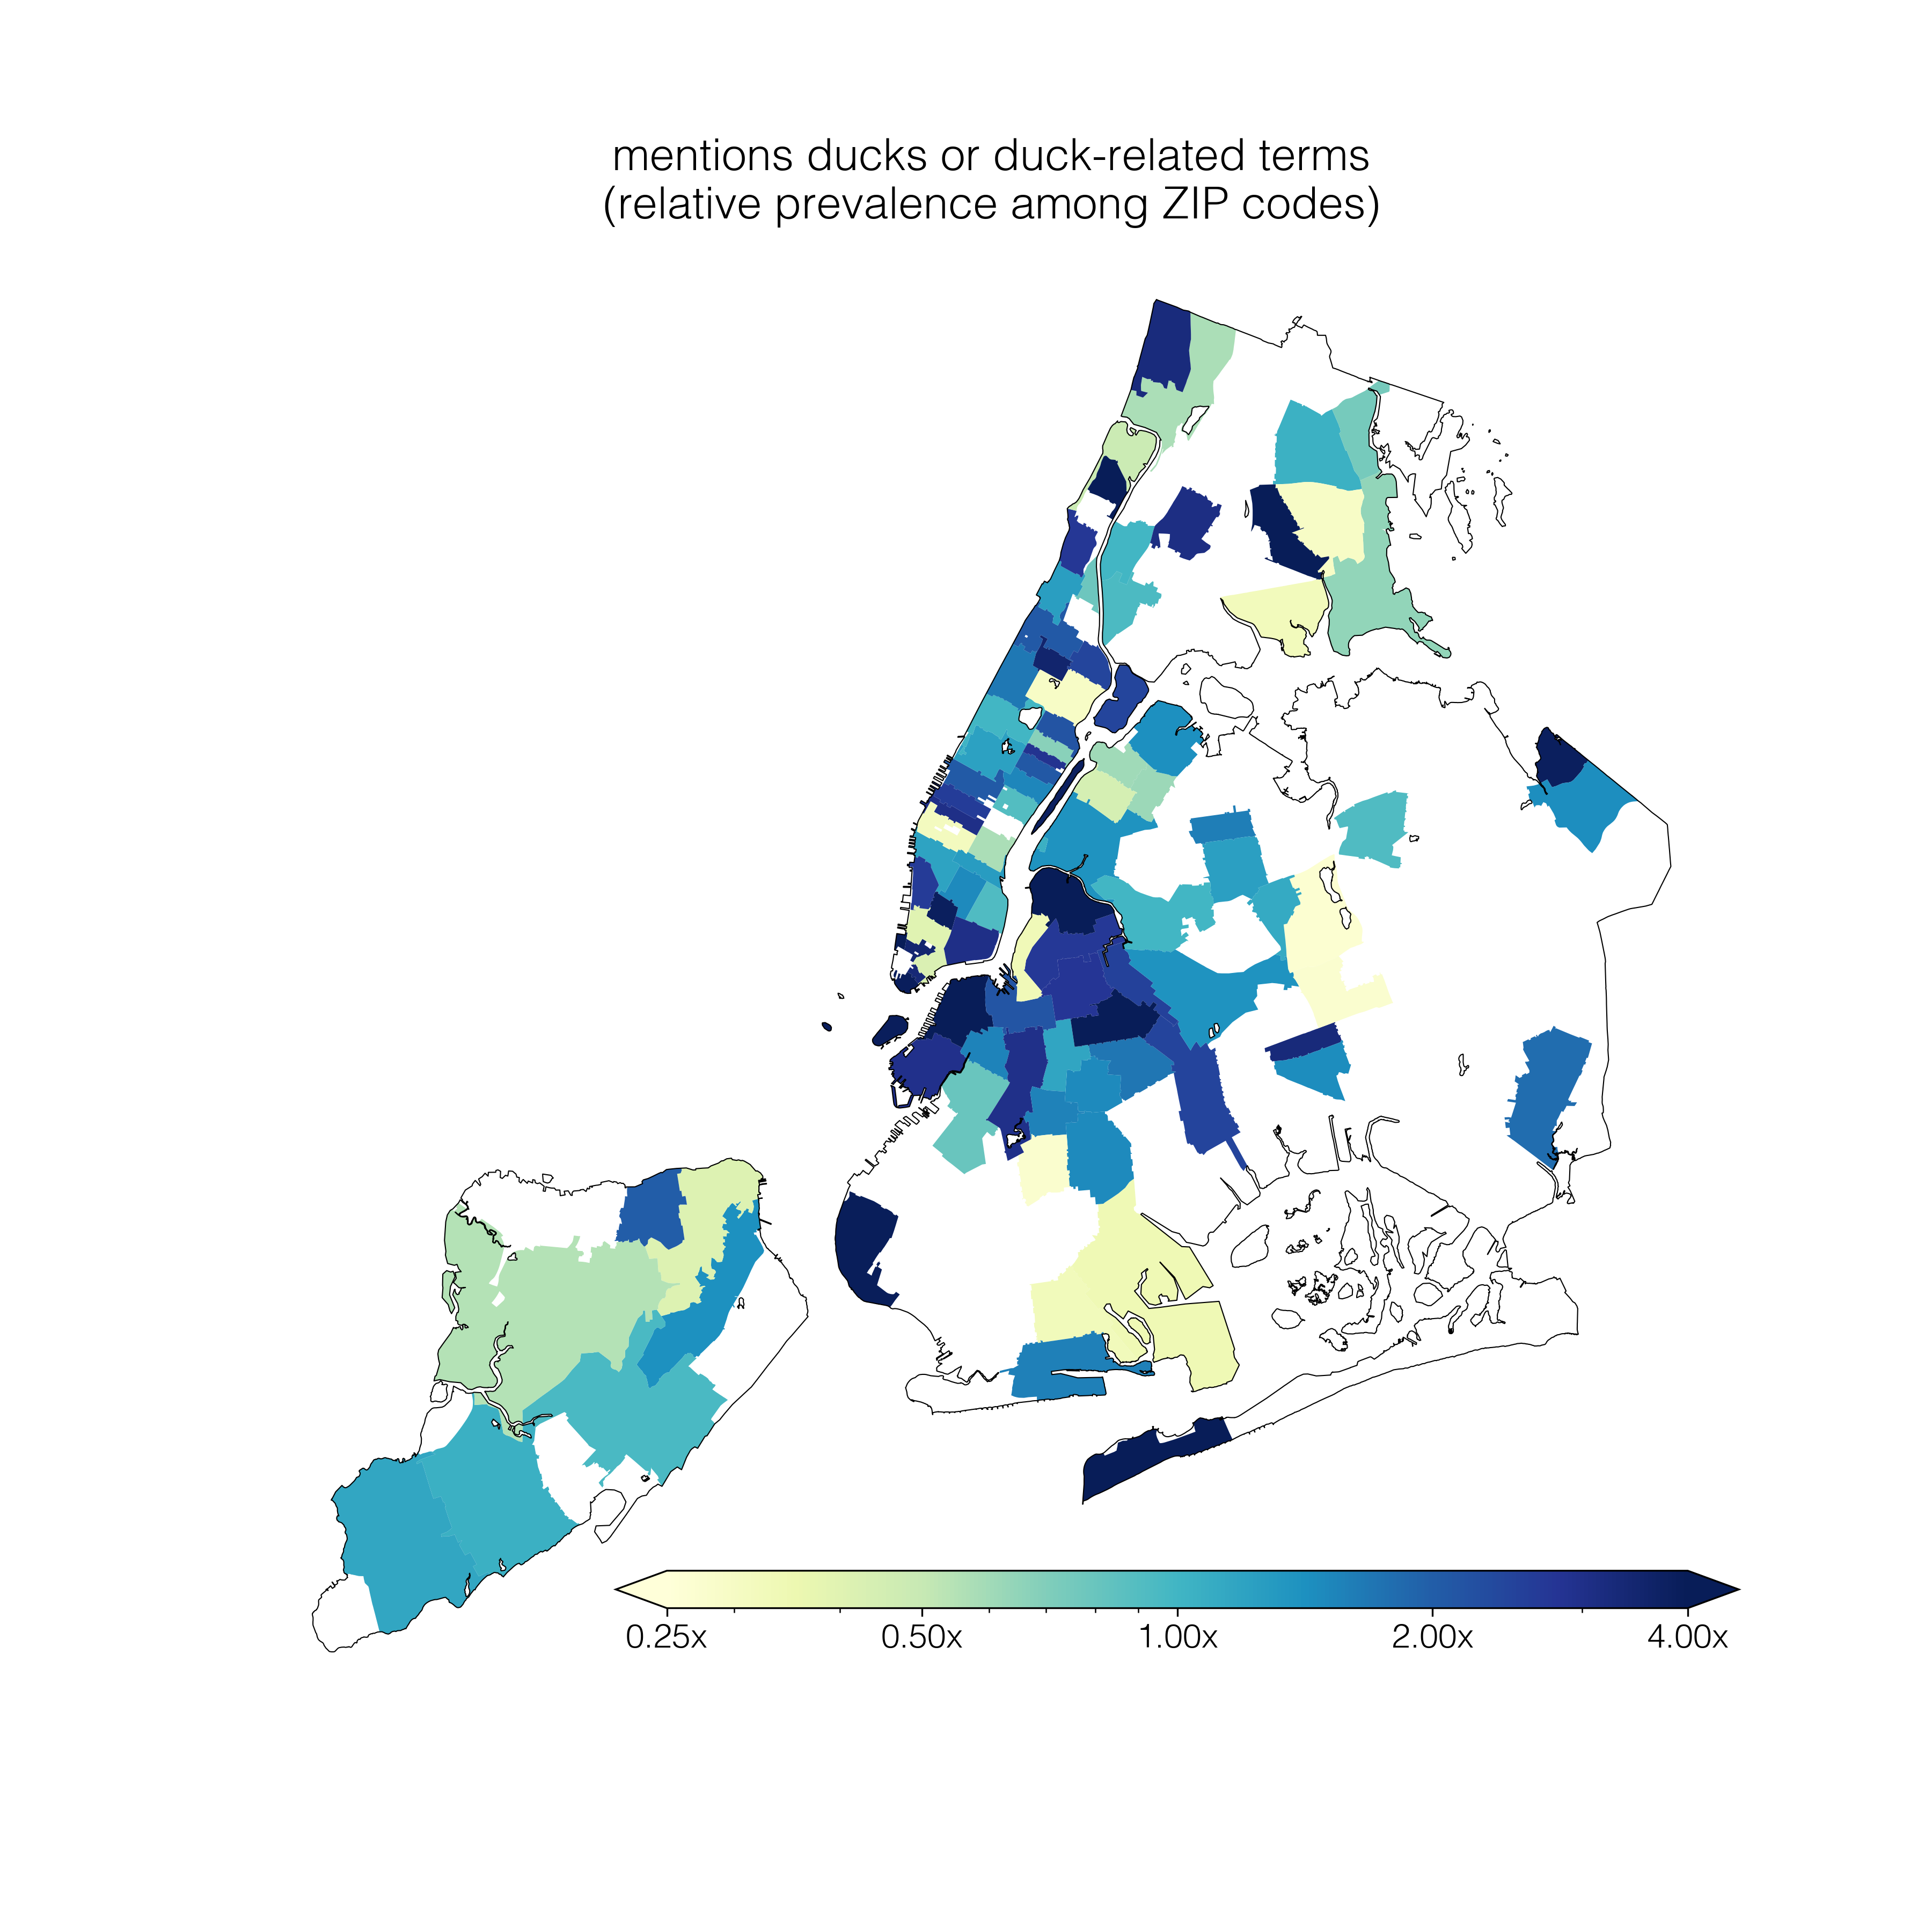 mentions ducks or duck-related terms
(relative prevalence among ZIP codes)
0.25x 0.50x 1.00x 2.00x 4.00x